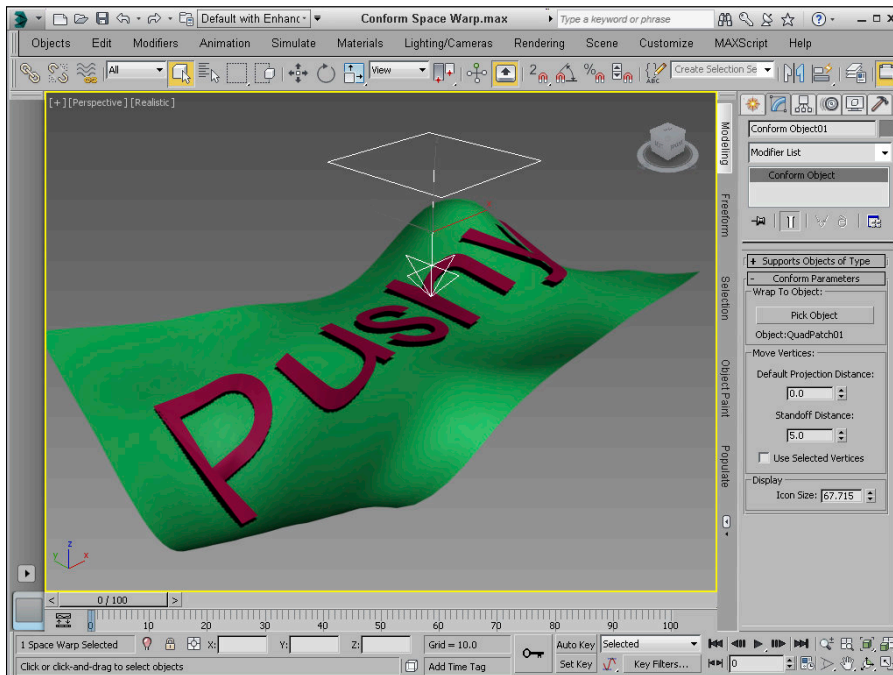 Default with Enhanc
Conform Space Warp.max
Type a keyword or phrase
Objects Edit Modifiers Animation Simulate Materials Lighting/Cameras Rendering Scene Customize MAXScript Help
All
View
2
%
ABC
Create Selection Se
[+] [Perspective] [Realistic]
Pushy
z
y
x
Modeling
Freeform
Selection
Object Paint
Populate
Conform Object01
Modifier List
Conform Object
+ Supports Objects of Type
- Conform Parameters
Wrap To Object:
Pick Object
Object:QuadPatch01
Move Vertices:
Default Projection Distance:
0.0
Standoff Distance:
5.0
Use Selected Vertices
Display
Icon Size: 67.715
< 0 / 100 >
0 10 20 30 40 50 60 70 80 90 100
1 Space Warp Selected X: Y: Z: Grid = 10.0 Auto Key Selected
Click or click-and-drag to select objects Add Time Tag Set Key Key Filters... 0